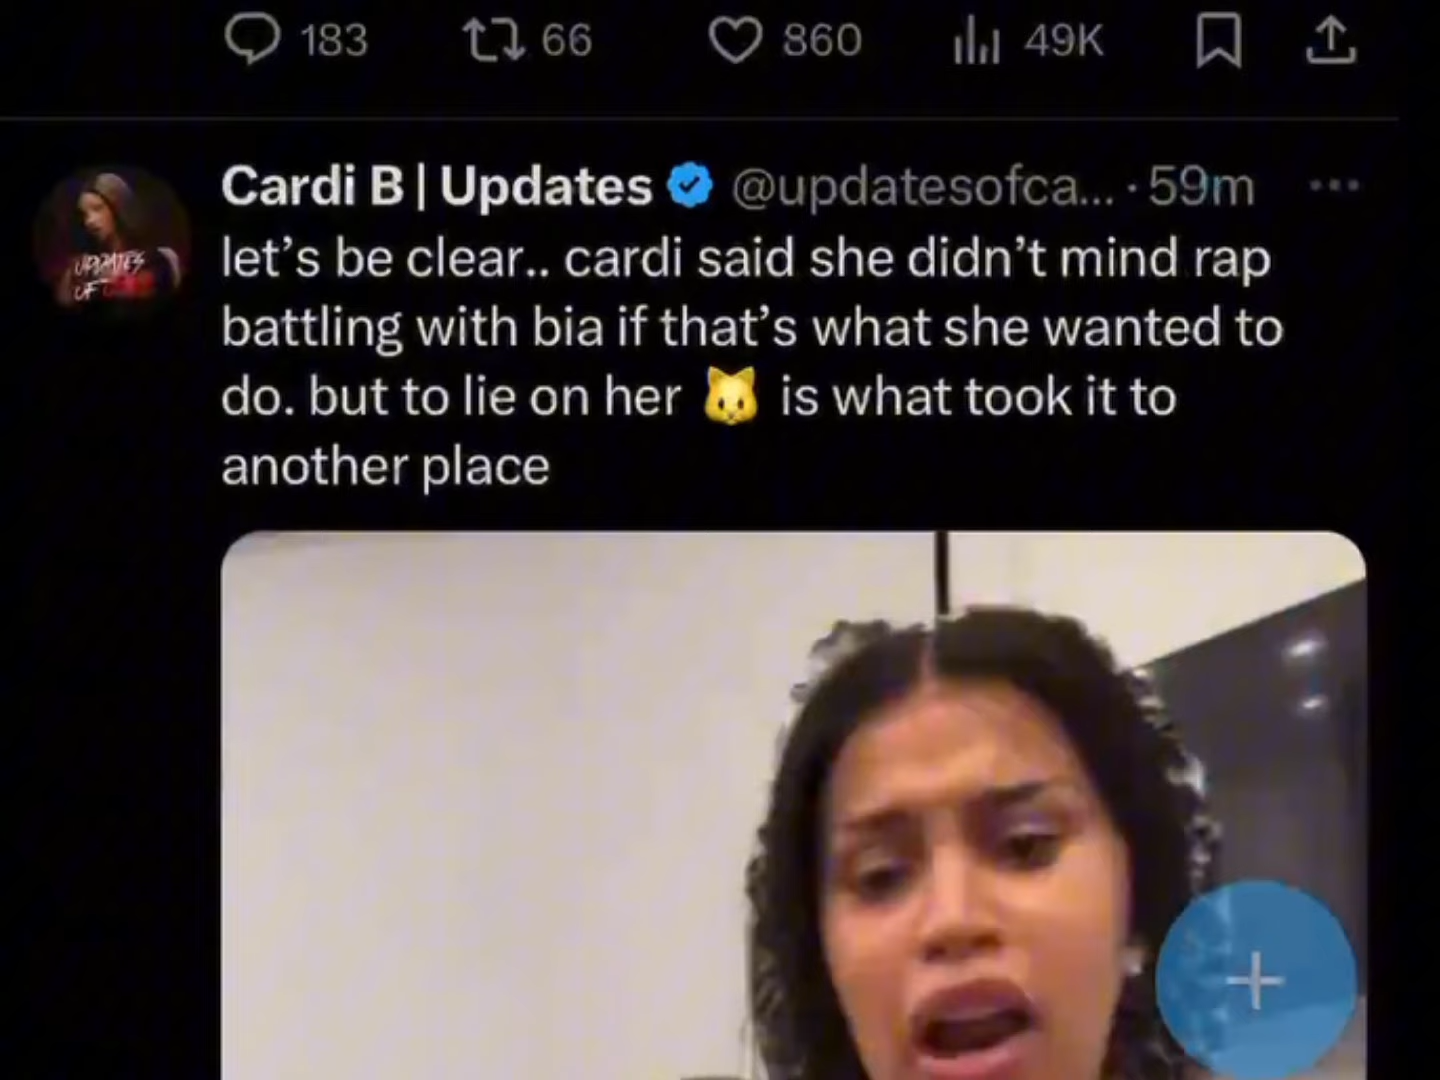 183 66 860 49K
Cardi B | Updates @updatesofca... · 59m
let's be clear.. cardi said she didn't mind rap
battling with bia if that's what she wanted to
do. but to lie on her 🐱 is what took it to
another place
UPDATES
OF